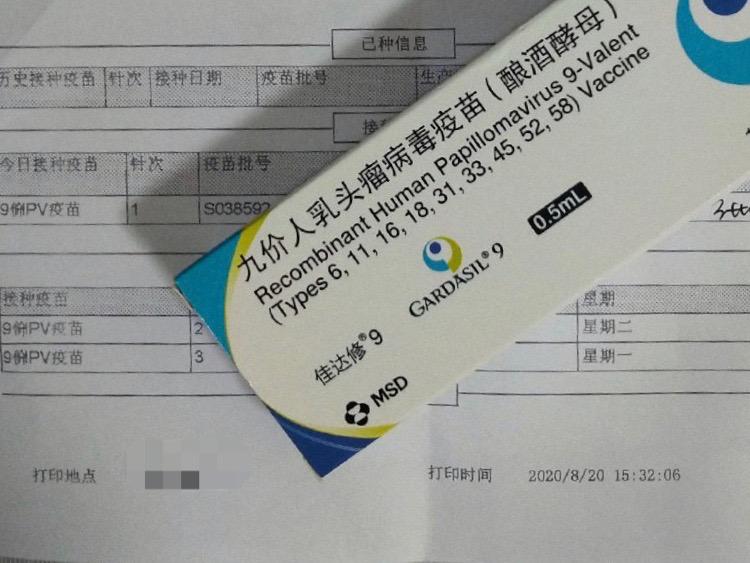 已种信息
历史接种疫苗 针次 接种日期 疫苗批号
今日接种疫苗 针次 疫苗批号
9价HPV疫苗 1 S038592
接种疫苗 星期
9价HPV疫苗 2 星期二
9价HPV疫苗 3 星期一
打印地点 打印时间 2020/8/20 15:32:06
九价人乳头瘤病毒疫苗(酿酒酵母)
Recombinant Human Papillomavirus 9-Valent
(Types 6, 11, 16, 18, 31, 33, 45, 52, 58) Vaccine
0.5mL
GARDASIL® 9
佳达修® 9
MSD